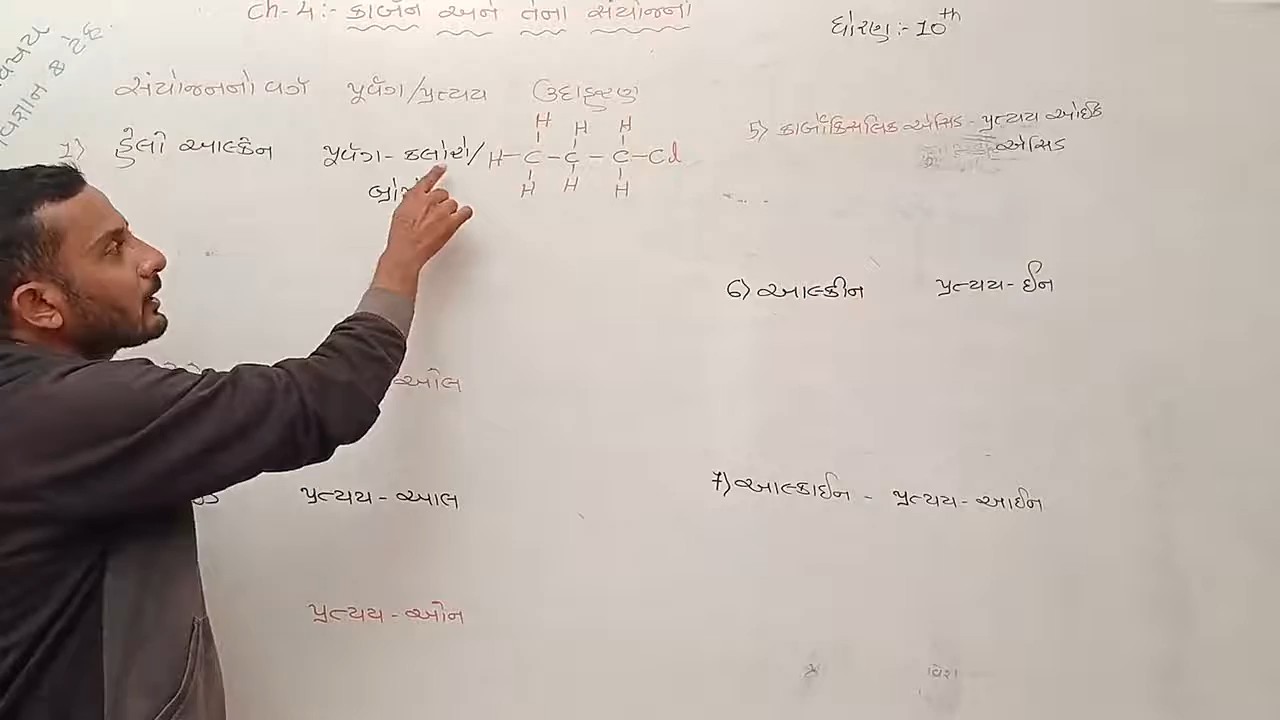 Ch-4:- કાર્બન અને તેના સંયોજનો
ધોરણ:- 10th
વિજ્ઞાન & ટેક
સંયોજનનો વર્ગ પૂર્વગ/પ્રત્યય ઉદાહરણ
1) હેલો આલ્કેન પૂર્વગ- ક્લોરો/
H H H
H-C-C-C-Cl
H H H
ઓલ
પ્રત્યય-આલ
પ્રત્યય-ઓન
5) કાર્બોક્સિલિક એસિડ- પ્રત્યય ઓઈક
એસિડ
6) આલ્કીન પ્રત્યય-ઈન
7) આલ્કાઈન - પ્રત્યય-આઈન